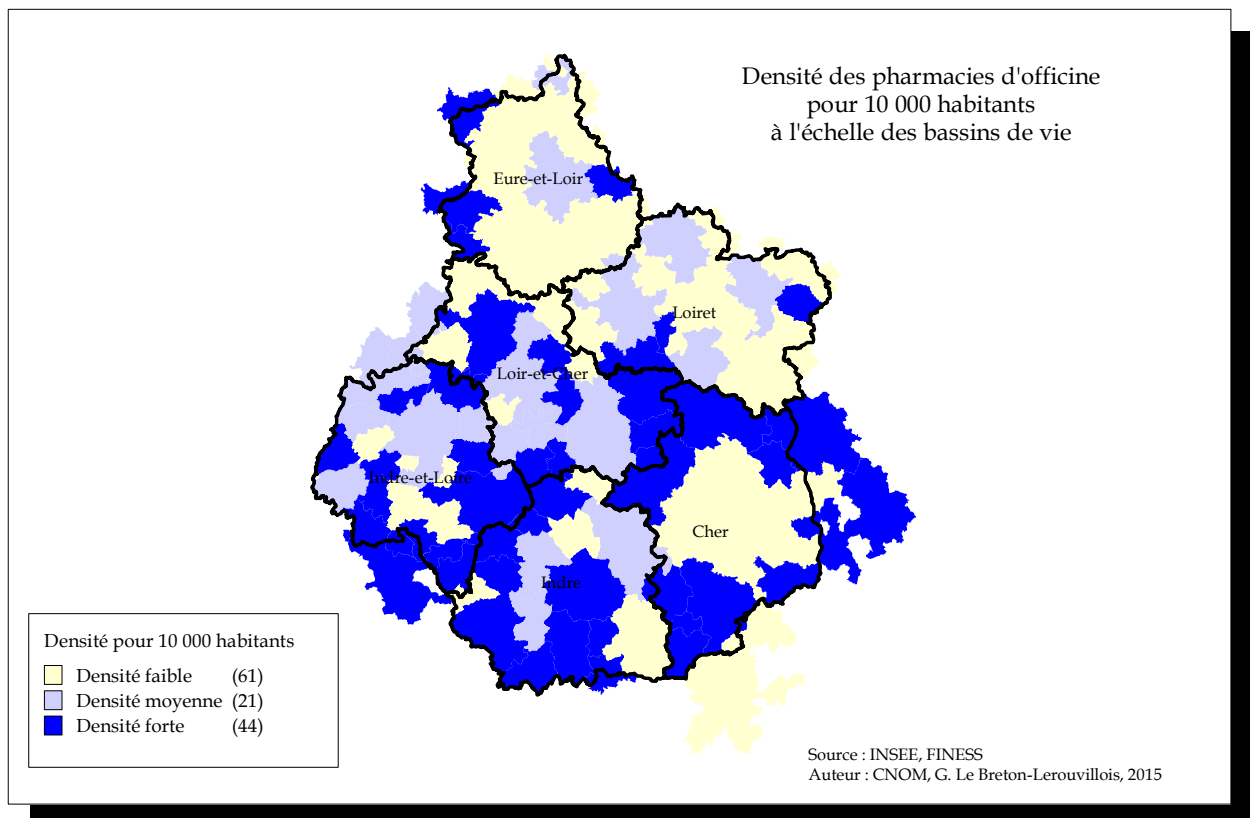 Densité des pharmacies d'officine
pour 10 000 habitants
à l'échelle des bassins de vie
Eure-et-Loir
Loiret
Loir-et-Cher
Indre-et-Loire
Cher
Indre
Densité pour 10 000 habitants
Densité faible (61)
Densité moyenne (21)
Densité forte (44)
Source : INSEE, FINESS
Auteur : CNOM, G. Le Breton-Lerouvillois, 2015